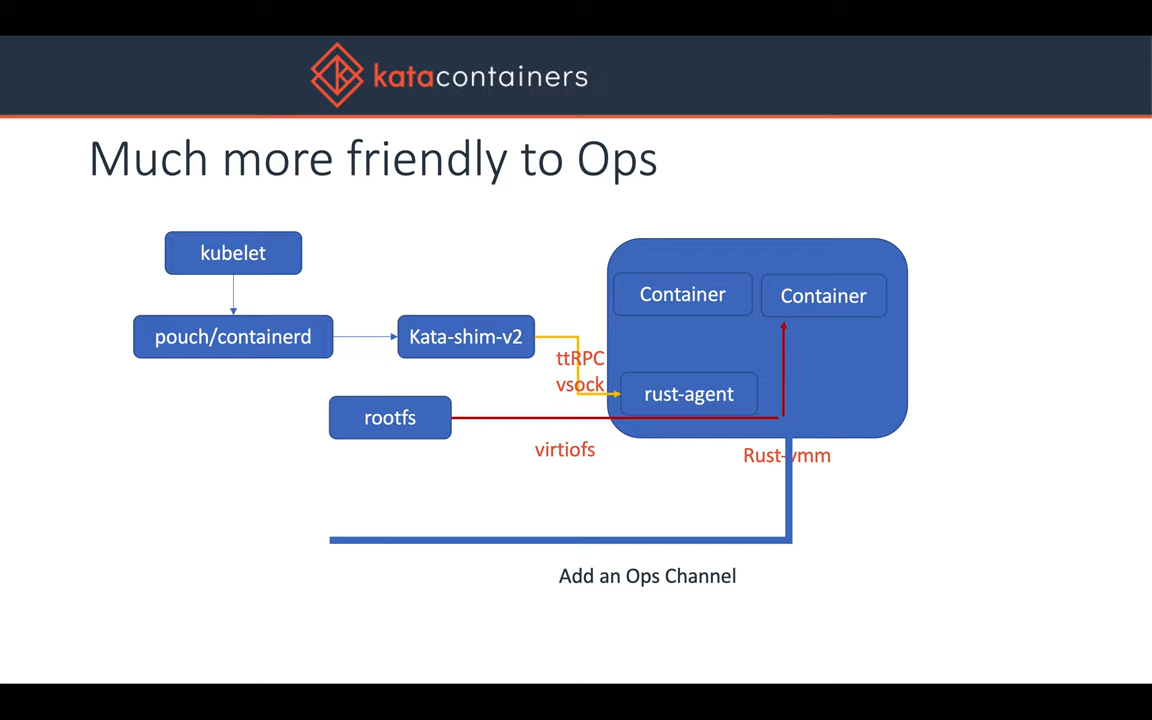 katacontainers
Much more friendly to Ops
kubelet
pouch/containerd
Kata-shim-v2
ttRPC
vsock
Container
Container
rust-agent
rootfs
virtiofs
Rust-vmm
Add an Ops Channel